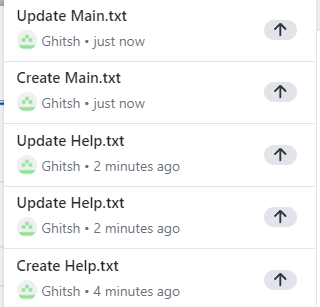 Update Main.txt
Ghitsh • just now
Create Main.txt
Ghitsh • just now
Update Help.txt
Ghitsh • 2 minutes ago
Update Help.txt
Ghitsh • 2 minutes ago
Create Help.txt
Ghitsh • 4 minutes ago